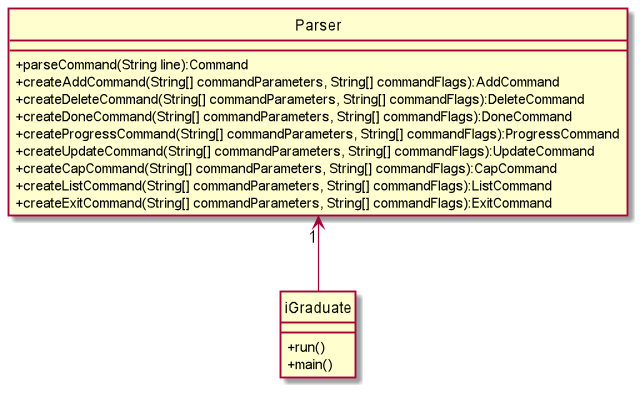 Parser
+parseCommand(String line):Command
+createAddCommand(String[] commandParameters, String[] commandFlags):AddCommand
+createDeleteCommand(String[] commandParameters, String[] commandFlags):DeleteCommand
+createDoneCommand(String[] commandParameters, String[] commandFlags):DoneCommand
+createProgressCommand(String[] commandParameters, String[] commandFlags):ProgressCommand
+createUpdateCommand(String[] commandParameters, String[] commandFlags):UpdateCommand
+createCapCommand(String[] commandParameters, String[] commandFlags):CapCommand
+createListCommand(String[] commandParameters, String[] commandFlags):ListCommand
+createExitCommand(String[] commandParameters, String[] commandFlags):ExitCommand
1
iGraduate
+run()
+main()